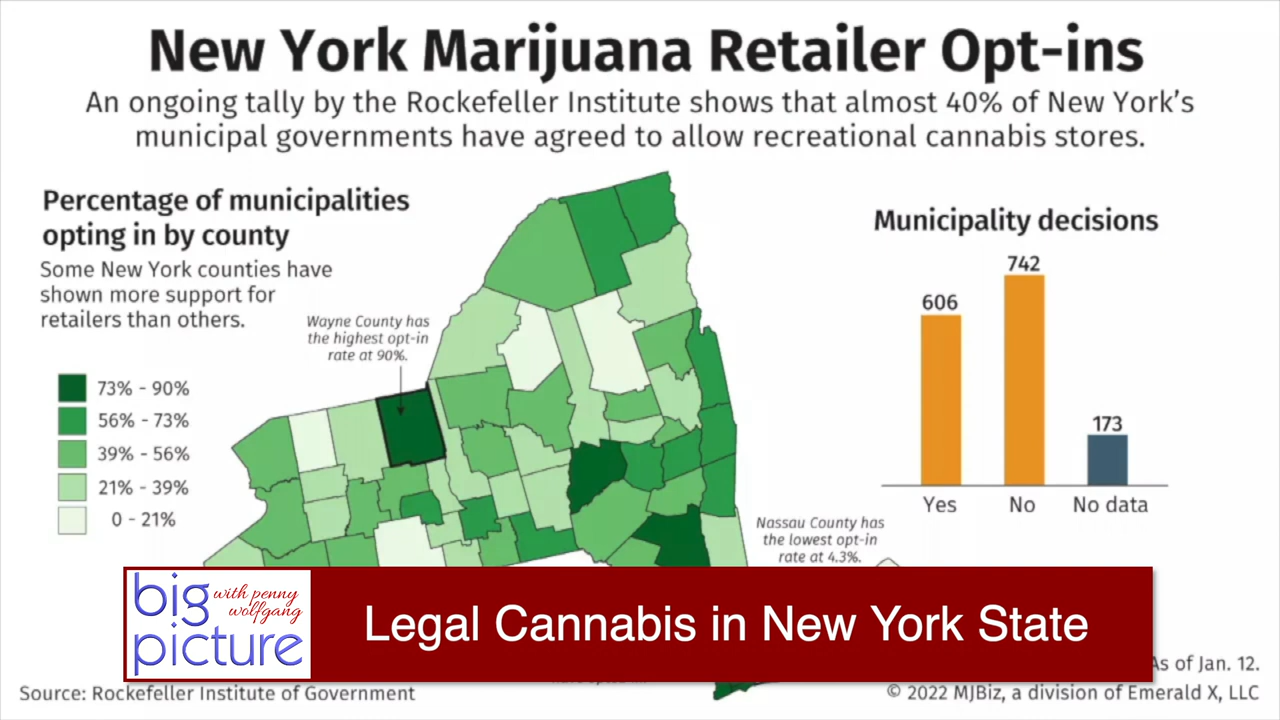 New York Marijuana Retailer Opt-ins
An ongoing tally by the Rockefeller Institute shows that almost 40% of New York's
municipal governments have agreed to allow recreational cannabis stores.
Percentage of municipalities
opting in by county
Some New York counties have
shown more support for
retailers than others.
Wayne County has
the highest opt-in
rate at 90%.
73% - 90%
56% - 73%
39% - 56%
21% - 39%
0 - 21%
Municipality decisions
606
742
173
Yes
No
No data
Nassau County has
the lowest opt-in
rate at 4.3%.
big
with penny
wolfgang
picture
Legal Cannabis in New York State
As of Jan. 12.
Source: Rockefeller Institute of Government
© 2022 MJBiz, a division of Emerald X, LLC